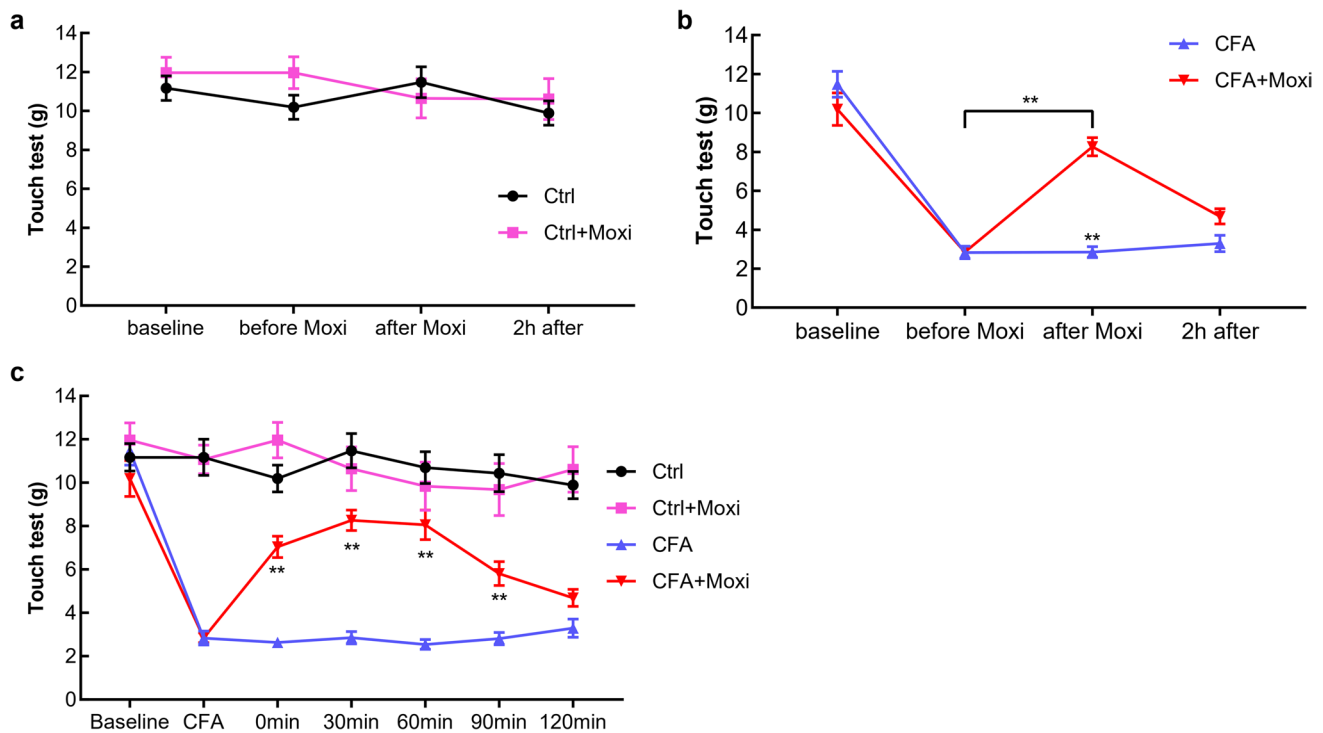 a
14
12
10
8
6
4
2
0
Touch test (g)
Ctrl
Ctrl+Moxi
baseline before Moxi after Moxi 2h after
b
14
12
10
8
6
4
2
0
Touch test (g)
CFA
CFA+Moxi
**
**
baseline before Moxi after Moxi 2h after
c
14
12
10
8
6
4
2
0
Touch test (g)
** ** ** **
Ctrl
Ctrl+Moxi
CFA
CFA+Moxi
Baseline CFA 0min 30min 60min 90min 120min